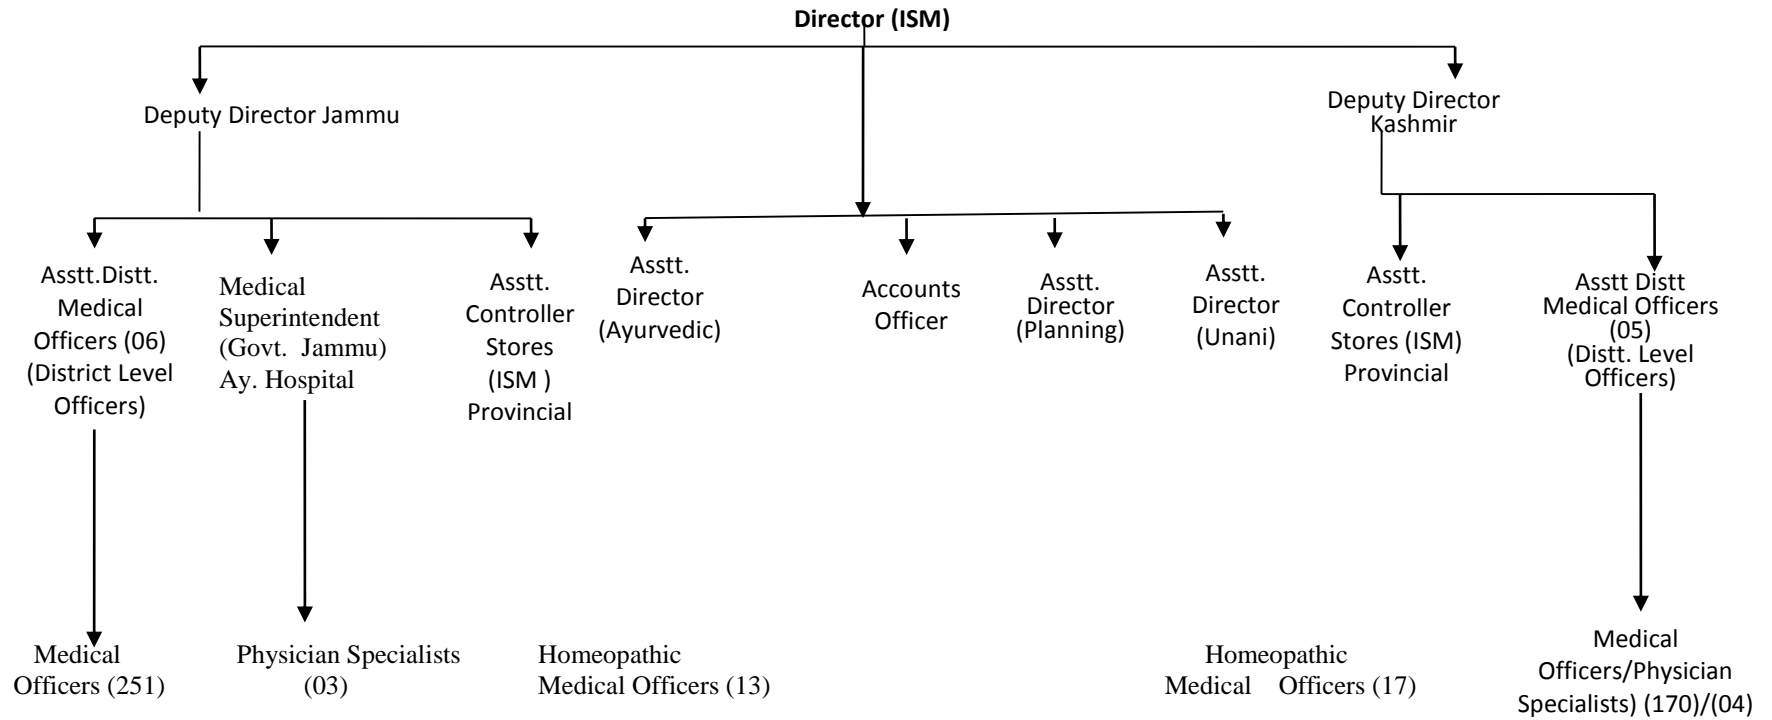 Director (ISM)
Deputy Director Jammu
Deputy Director
Kashmir
Asstt.Distt.
Medical
Officers (06)
(District Level
Officers)
Medical
Superintendent
(Govt. Jammu)
Ay. Hospital
Asstt.
Controller
Stores
(ISM )
Provincial
Asstt.
Director
(Ayurvedic)
Accounts
Officer
Asstt.
Director
(Planning)
Asstt.
Director
(Unani)
Asstt.
Controller
Stores (ISM)
Provincial
Asstt Distt
Medical Officers
(05)
(Distt. Level
Officers)
Medical
Officers (251)
Physician Specialists
(03)
Homeopathic
Medical Officers (13)
Homeopathic
Medical Officers (17)
Medical
Officers/Physician
Specialists) (170)/(04)